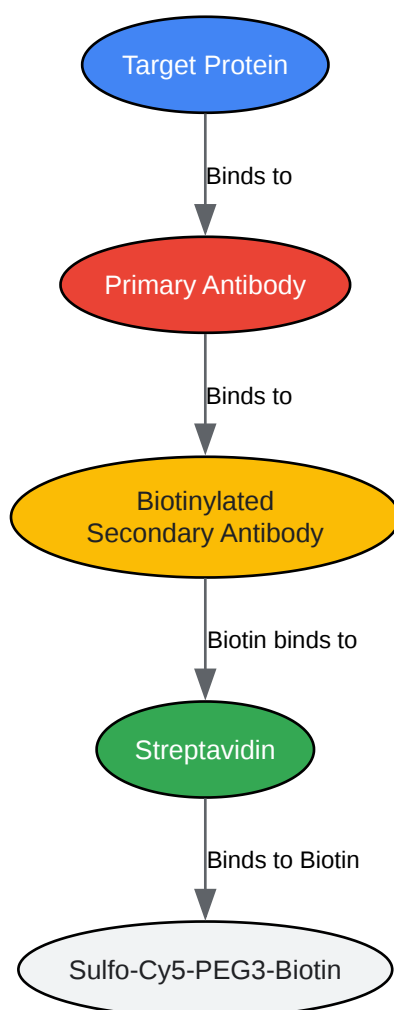 Target Protein
Binds to
Primary Antibody
Binds to
Biotinylated
Secondary Antibody
Biotin binds to
Streptavidin
Binds to Biotin
Sulfo-Cy5-PEG3-Biotin